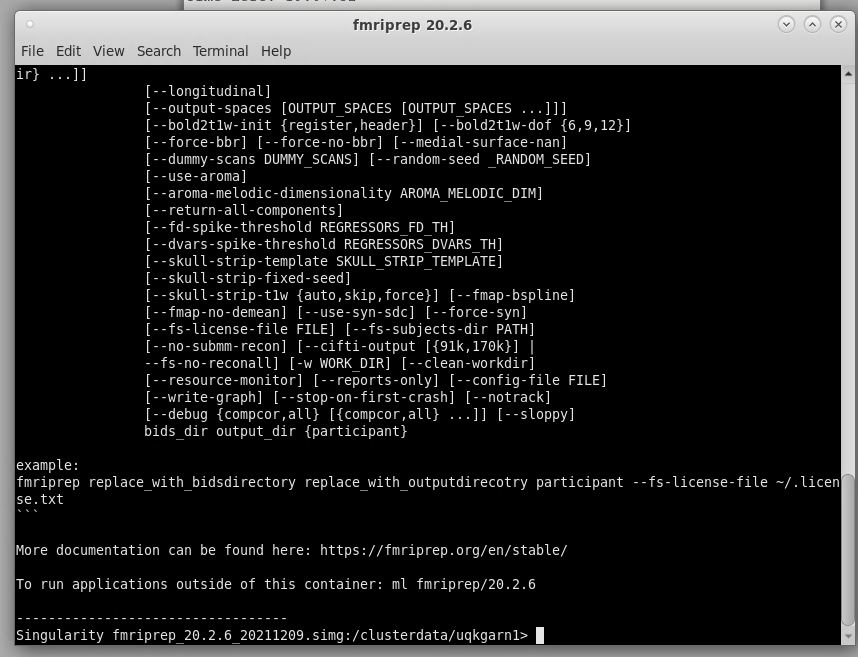 fmriprep 20.2.6
File Edit View Search Terminal Help
ir} ...]]
[--longitudinal]
[--output-spaces [OUTPUT_SPACES [OUTPUT_SPACES ...]]]
[--bold2t1w-init {register,header}] [--bold2t1w-dof {6,9,12}]
[--force-bbr] [--force-no-bbr] [--medial-surface-nan]
[--dummy-scans DUMMY_SCANS] [--random-seed _RANDOM_SEED]
[--use-aroma]
[--aroma-melodic-dimensionality AROMA_MELODIC_DIM]
[--return-all-components]
[--fd-spike-threshold REGRESSORS_FD_TH]
[--dvars-spike-threshold REGRESSORS_DVARS_TH]
[--skull-strip-template SKULL_STRIP_TEMPLATE]
[--skull-strip-fixed-seed]
[--skull-strip-t1w {auto,skip,force}] [--fmap-bspline]
[--fmap-no-demean] [--use-syn-sdc] [--force-syn]
[--fs-license-file FILE] [--fs-subjects-dir PATH]
[--no-submm-recon] [--cifti-output [{91k,170k}] |
--fs-no-reconall] [-w WORK_DIR] [--clean-workdir]
[--resource-monitor] [--reports-only] [--config-file FILE]
[--write-graph] [--stop-on-first-crash] [--notrack]
[--debug {compcor,all} [{compcor,all} ...]] [--sloppy]
bids_dir output_dir {participant}
example:
fmriprep replace_with_bidsdirectory replace_with_outputdirecotry participant --fs-license-file ~/.licen
se.txt
```
More documentation can be found here: https://fmriprep.org/en/stable/
To run applications outside of this container: ml fmriprep/20.2.6
----------------------------------
Singularity fmriprep_20.2.6_20211209.simg:/clusterdata/uqkgarn1>